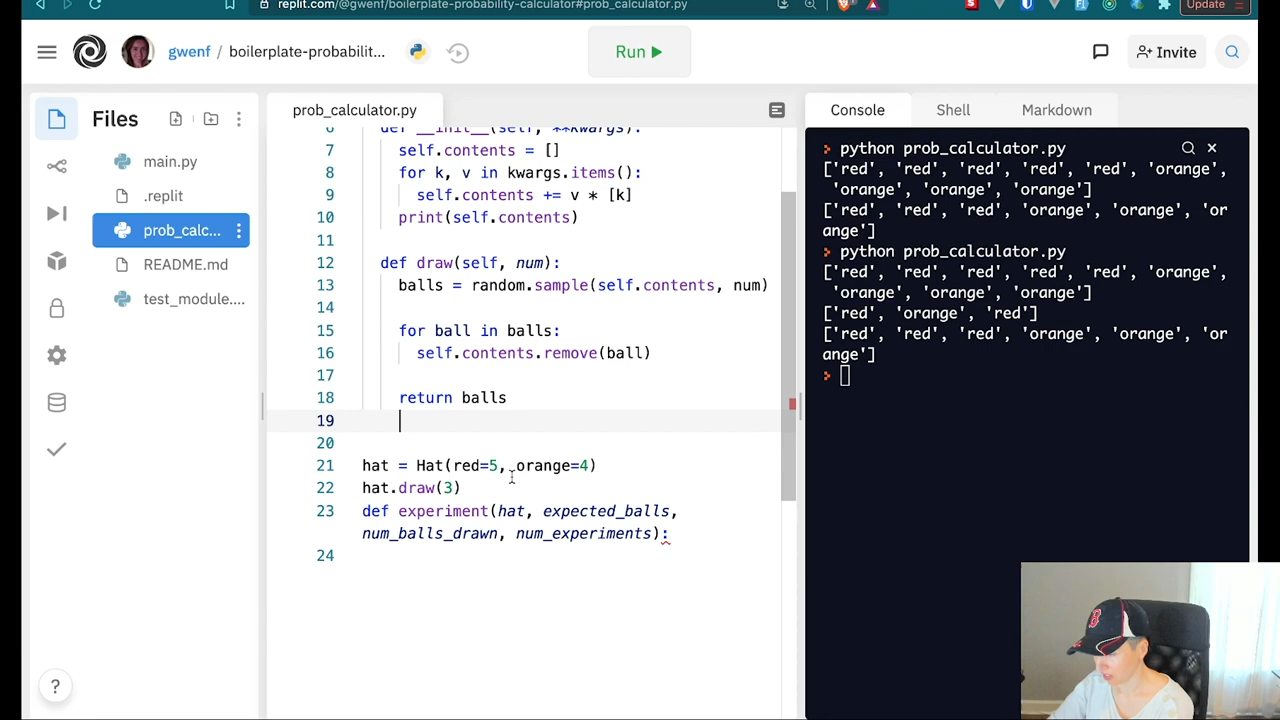 replit.com/@gwenf/boilerplate-probability-calculator#prob_calculator.py
Update
gwenf / boilerplate-probabilit...
Run
Invite
Files
main.py
.replit
prob_calc...
README.md
test_module....
prob_calculator.py
6 def __init__(self, **kwargs):
7 self.contents = []
8 for k, v in kwargs.items():
9 self.contents += v * [k]
10 print(self.contents)
11
12 def draw(self, num):
13 balls = random.sample(self.contents, num)
14
15 for ball in balls:
16 self.contents.remove(ball)
17
18 return balls
19
20
21 hat = Hat(red=5, orange=4)
22 hat.draw(3)
23 def experiment(hat, expected_balls,
num_balls_drawn, num_experiments):
24
Console Shell Markdown
python prob_calculator.py
['red', 'red', 'red', 'red', 'red', 'orange',
'orange', 'orange', 'orange']
['red', 'red', 'red', 'orange', 'orange', 'or
ange']
python prob_calculator.py
['red', 'red', 'red', 'red', 'red', 'orange',
'orange', 'orange', 'orange']
['red', 'orange', 'red']
['red', 'red', 'red', 'orange', 'orange', 'or
ange']
?